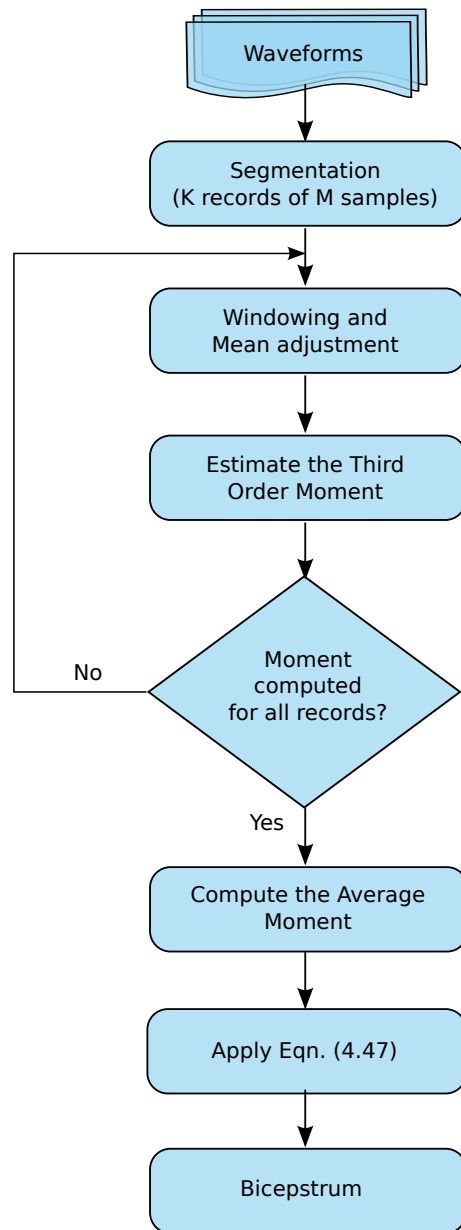 Waveforms
Segmentation
(K records of M samples)
Windowing and
Mean adjustment
Estimate the Third
Order Moment
Moment
computed
for all records?
No
Yes
Compute the Average
Moment
Apply Eqn. (4.47)
Bicepstrum